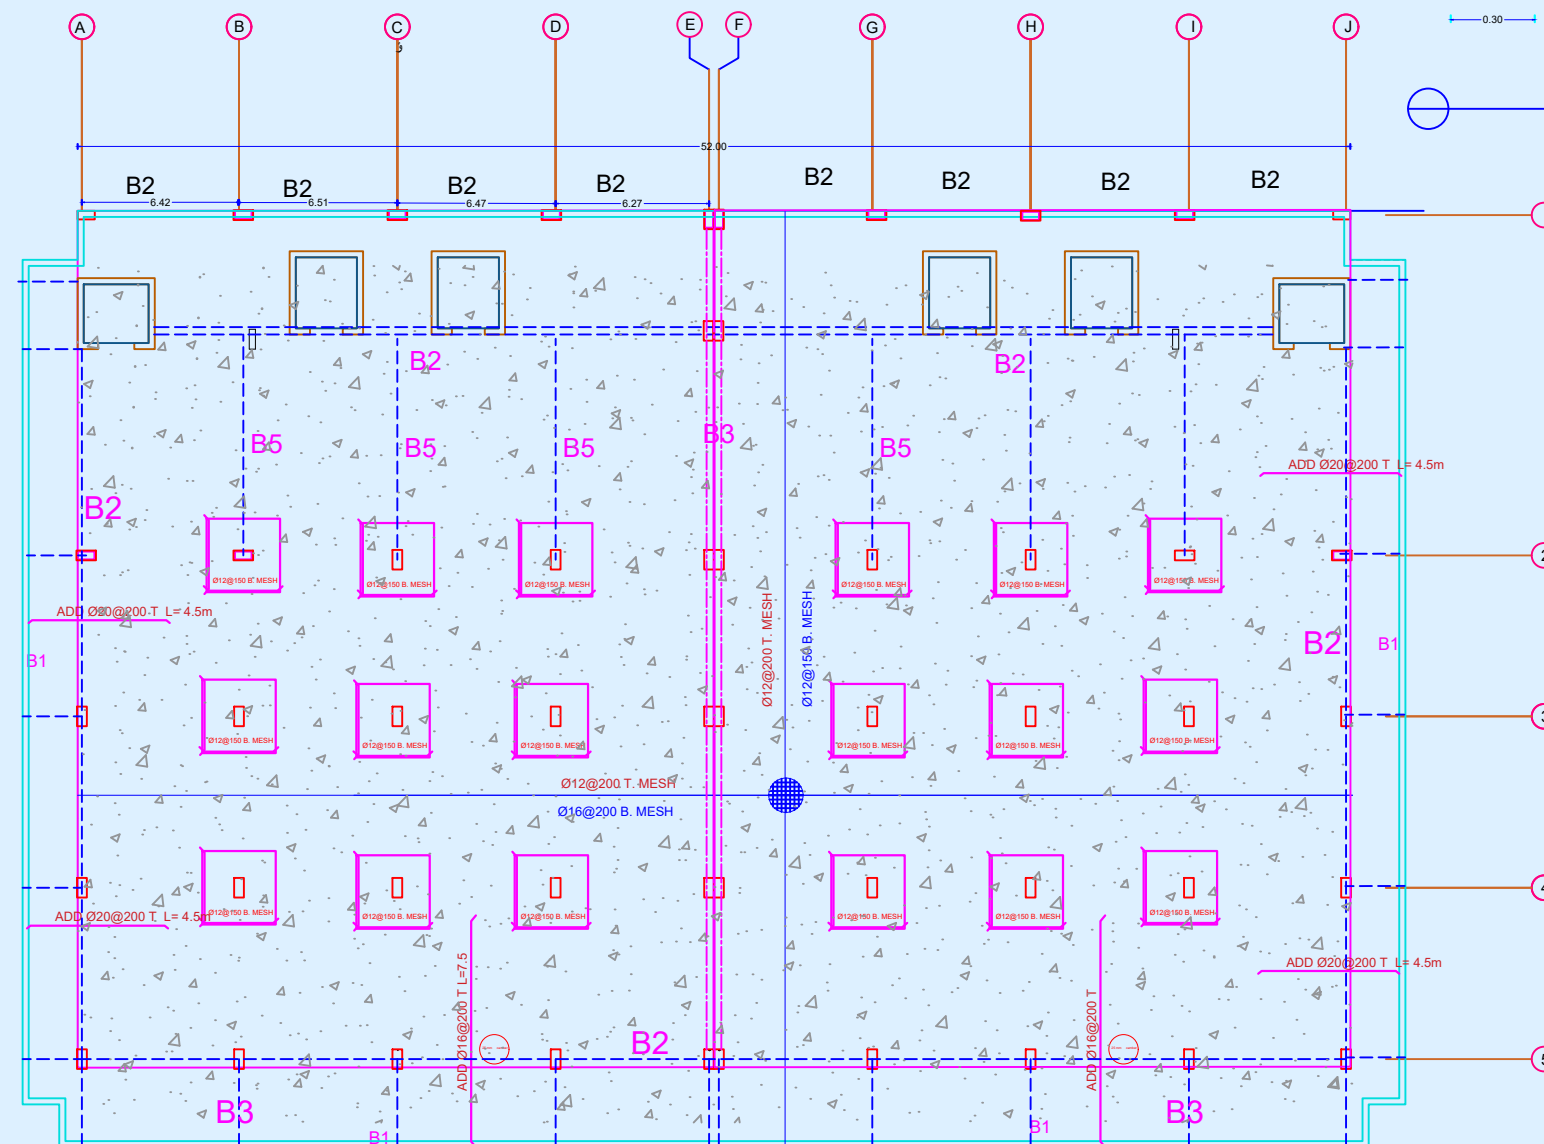 A B C D E F G H I J
0.30
52.00
B2 B2 B2 B2 B2 B2 B2 B2
6.42 6.51 6.47 6.27
B2 B2
B5 B5 B5 B3 B5
ADD Ø20@200 T L= 4.5m
B2
2
Ø12@150 B. MESH Ø12@150 B. MESH Ø12@150 B. MESH Ø12@150 B. MESH Ø12@150 B. MESH Ø12@150 B. MESH
ADD Ø20@200 T L= 4.5m
Ø12@200 T. MESH
Ø12@150 B. MESH
B1 B2 B1
3
Ø12@150 B. MESH Ø12@150 B. MESH Ø12@150 B. MESH Ø12@150 B. MESH Ø12@150 B. MESH Ø12@150 B. MESH
Ø12@200 T. MESH
Ø16@200 B. MESH
4
Ø12@150 B. MESH Ø12@150 B. MESH Ø12@150 B. MESH Ø12@150 B. MESH Ø12@150 B. MESH Ø12@150 B. MESH
ADD Ø20@200 T L= 4.5m
ADD Ø20@200 T L= 4.5m
ADD Ø16@200 T L=7.5
ADD Ø16@200 T
B2
5
B3 B3
B1 B1